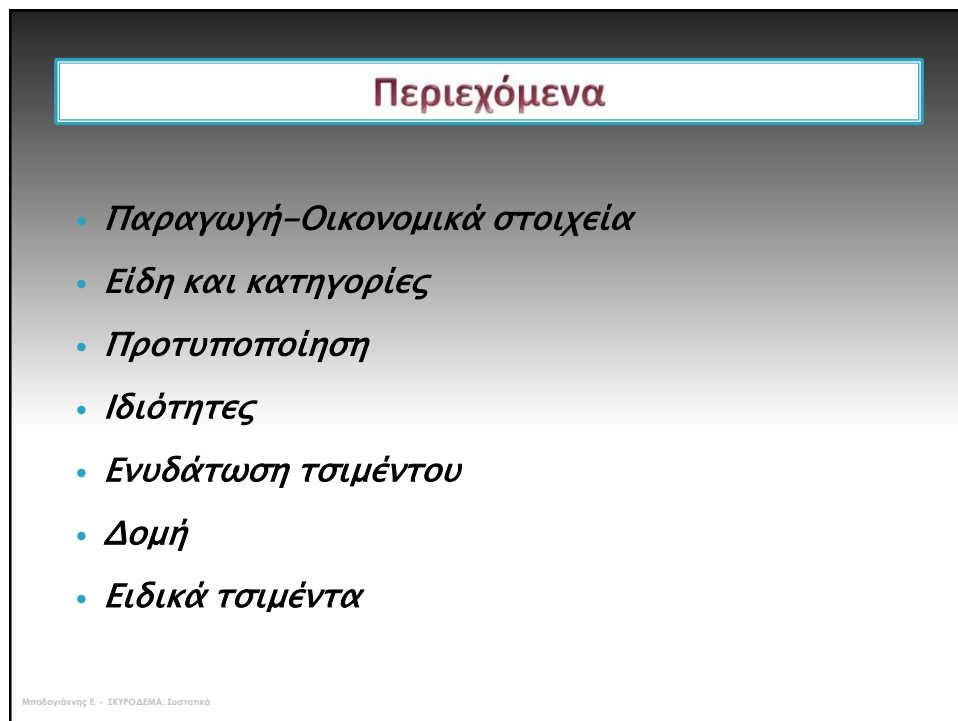 Περιεχόμενα
• Παραγωγή–Οικονομικά στοιχεία
• Είδη και κατηγορίες
• Προτυποποίηση
• Ιδιότητες
• Ενυδάτωση τσιμέντου
• Δομή
• Ειδικά τσιμέντα
Μπαδογιάννης Ε. - ΣΚΥΡΟΔΕΜΑ: Συστατικά